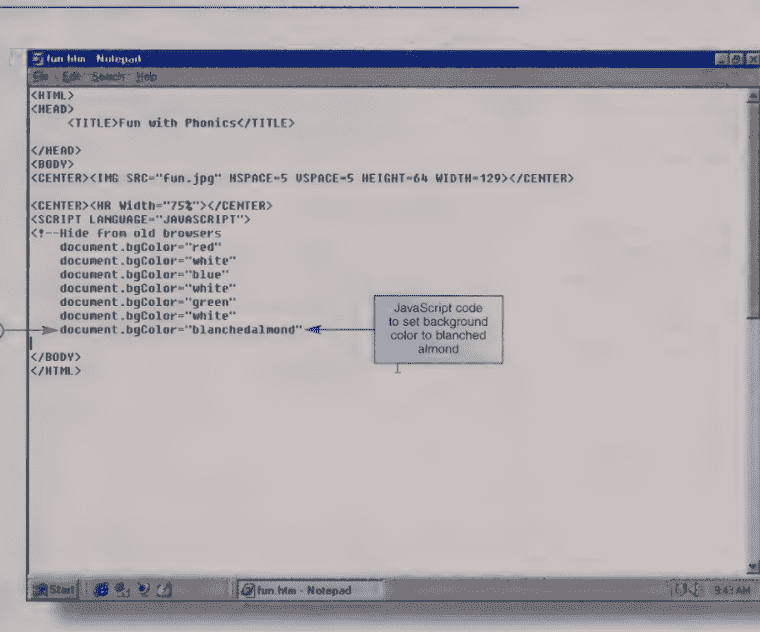 fun.htm - Notepad
File Edit Search Help
<HTML>
<HEAD>
<TITLE>Fun with Phonics</TITLE>
</HEAD>
<BODY>
<CENTER><IMG SRC="fun.jpg" HSPACE=5 VSPACE=5 HEIGHT=64 WIDTH=129></CENTER>
<CENTER><HR Width="75%"></CENTER>
<SCRIPT LANGUAGE="JAVASCRIPT">
<!--Hide from old browsers
document.bgColor="red"
document.bgColor="white"
document.bgColor="blue"
document.bgColor="white"
document.bgColor="green"
document.bgColor="white"
document.bgColor="blanchedalmond"
JavaScript code
to set background
color to blanched
almond
</BODY>
</HTML>
Start
fun.htm - Notepad
9:43 AM